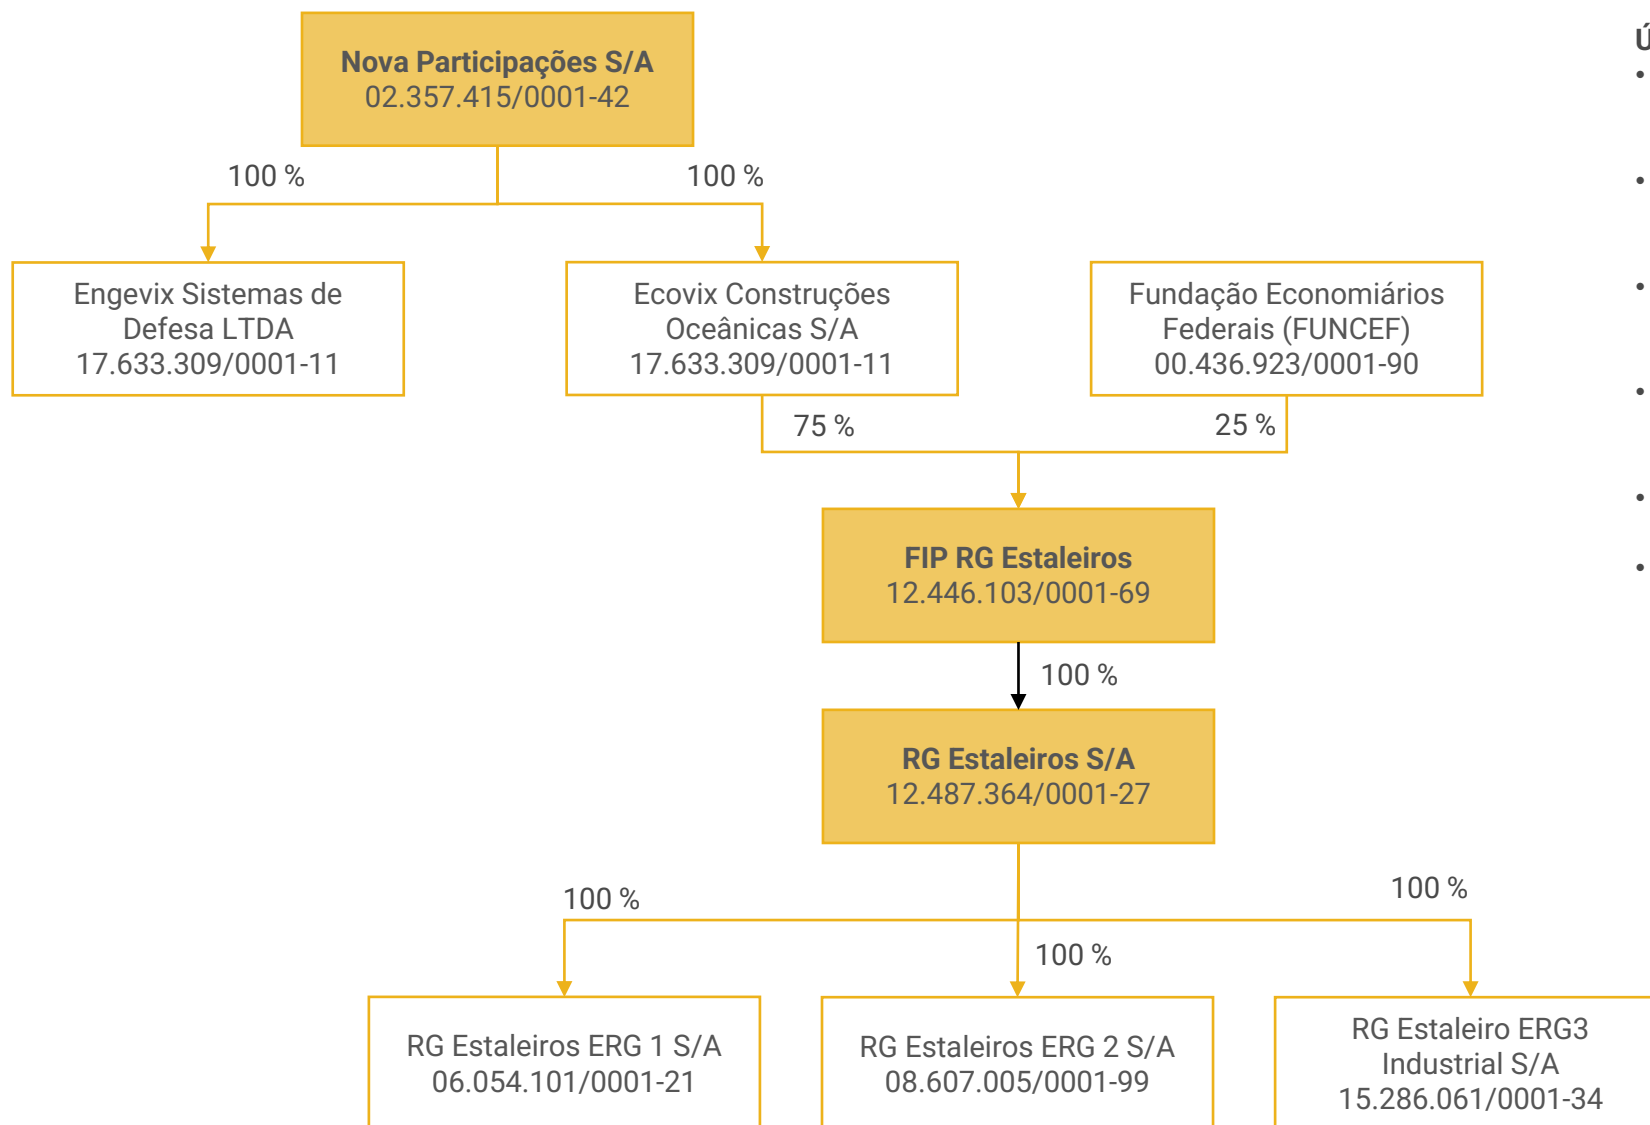 Nova Participações S/A
02.357.415/0001-42
Ú
•
•
•
•
•
•
100 %
100 %
Engevix Sistemas de
Defesa LTDA
17.633.309/0001-11
Ecovix Construções
Oceânicas S/A
17.633.309/0001-11
Fundação Economiários
Federais (FUNCEF)
00.436.923/0001-90
75 %
25 %
FIP RG Estaleiros
12.446.103/0001-69
100 %
RG Estaleiros S/A
12.487.364/0001-27
100 %
100 %
100 %
RG Estaleiros ERG 1 S/A
06.054.101/0001-21
RG Estaleiros ERG 2 S/A
08.607.005/0001-99
RG Estaleiro ERG3
Industrial S/A
15.286.061/0001-34